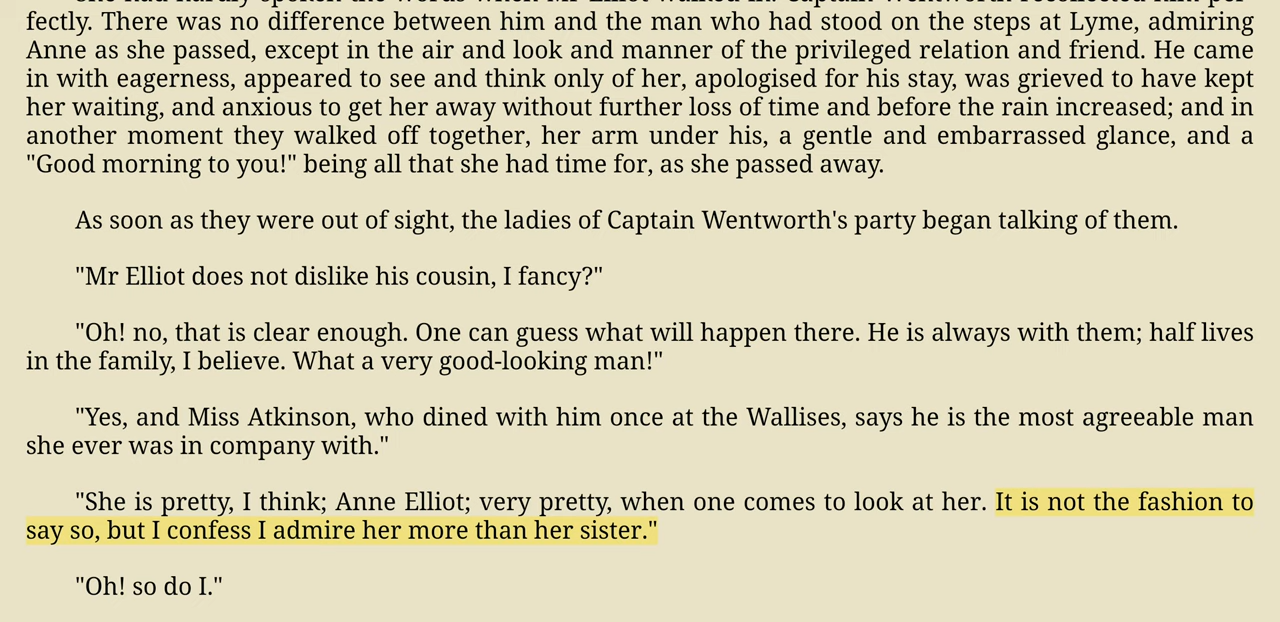 fectly. There was no difference between him and the man who had stood on the steps at Lyme, admiring
Anne as she passed, except in the air and look and manner of the privileged relation and friend. He came
in with eagerness, appeared to see and think only of her, apologised for his stay, was grieved to have kept
her waiting, and anxious to get her away without further loss of time and before the rain increased; and in
another moment they walked off together, her arm under his, a gentle and embarrassed glance, and a
"Good morning to you!" being all that she had time for, as she passed away.
As soon as they were out of sight, the ladies of Captain Wentworth's party began talking of them.
"Mr Elliot does not dislike his cousin, I fancy?"
"Oh! no, that is clear enough. One can guess what will happen there. He is always with them; half lives
in the family, I believe. What a very good-looking man!"
"Yes, and Miss Atkinson, who dined with him once at the Wallises, says he is the most agreeable man
she ever was in company with."
"She is pretty, I think; Anne Elliot; very pretty, when one comes to look at her. It is not the fashion to
say so, but I confess I admire her more than her sister."
"Oh! so do I."